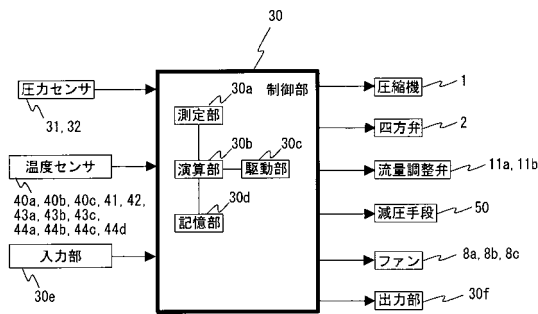 30
圧力センサ
31, 32
温度センサ
40a, 40b, 40c, 41, 42,
43a, 43b, 43c,
44a, 44b, 44c, 44d
入力部
30e
制御部
30a
測定部
30b
30c
演算部
駆動部
30d
記憶部
圧縮機
1
四方弁
2
流量調整弁
11a, 11b
減圧手段
50
ファン
8a, 8b, 8c
出力部
30f